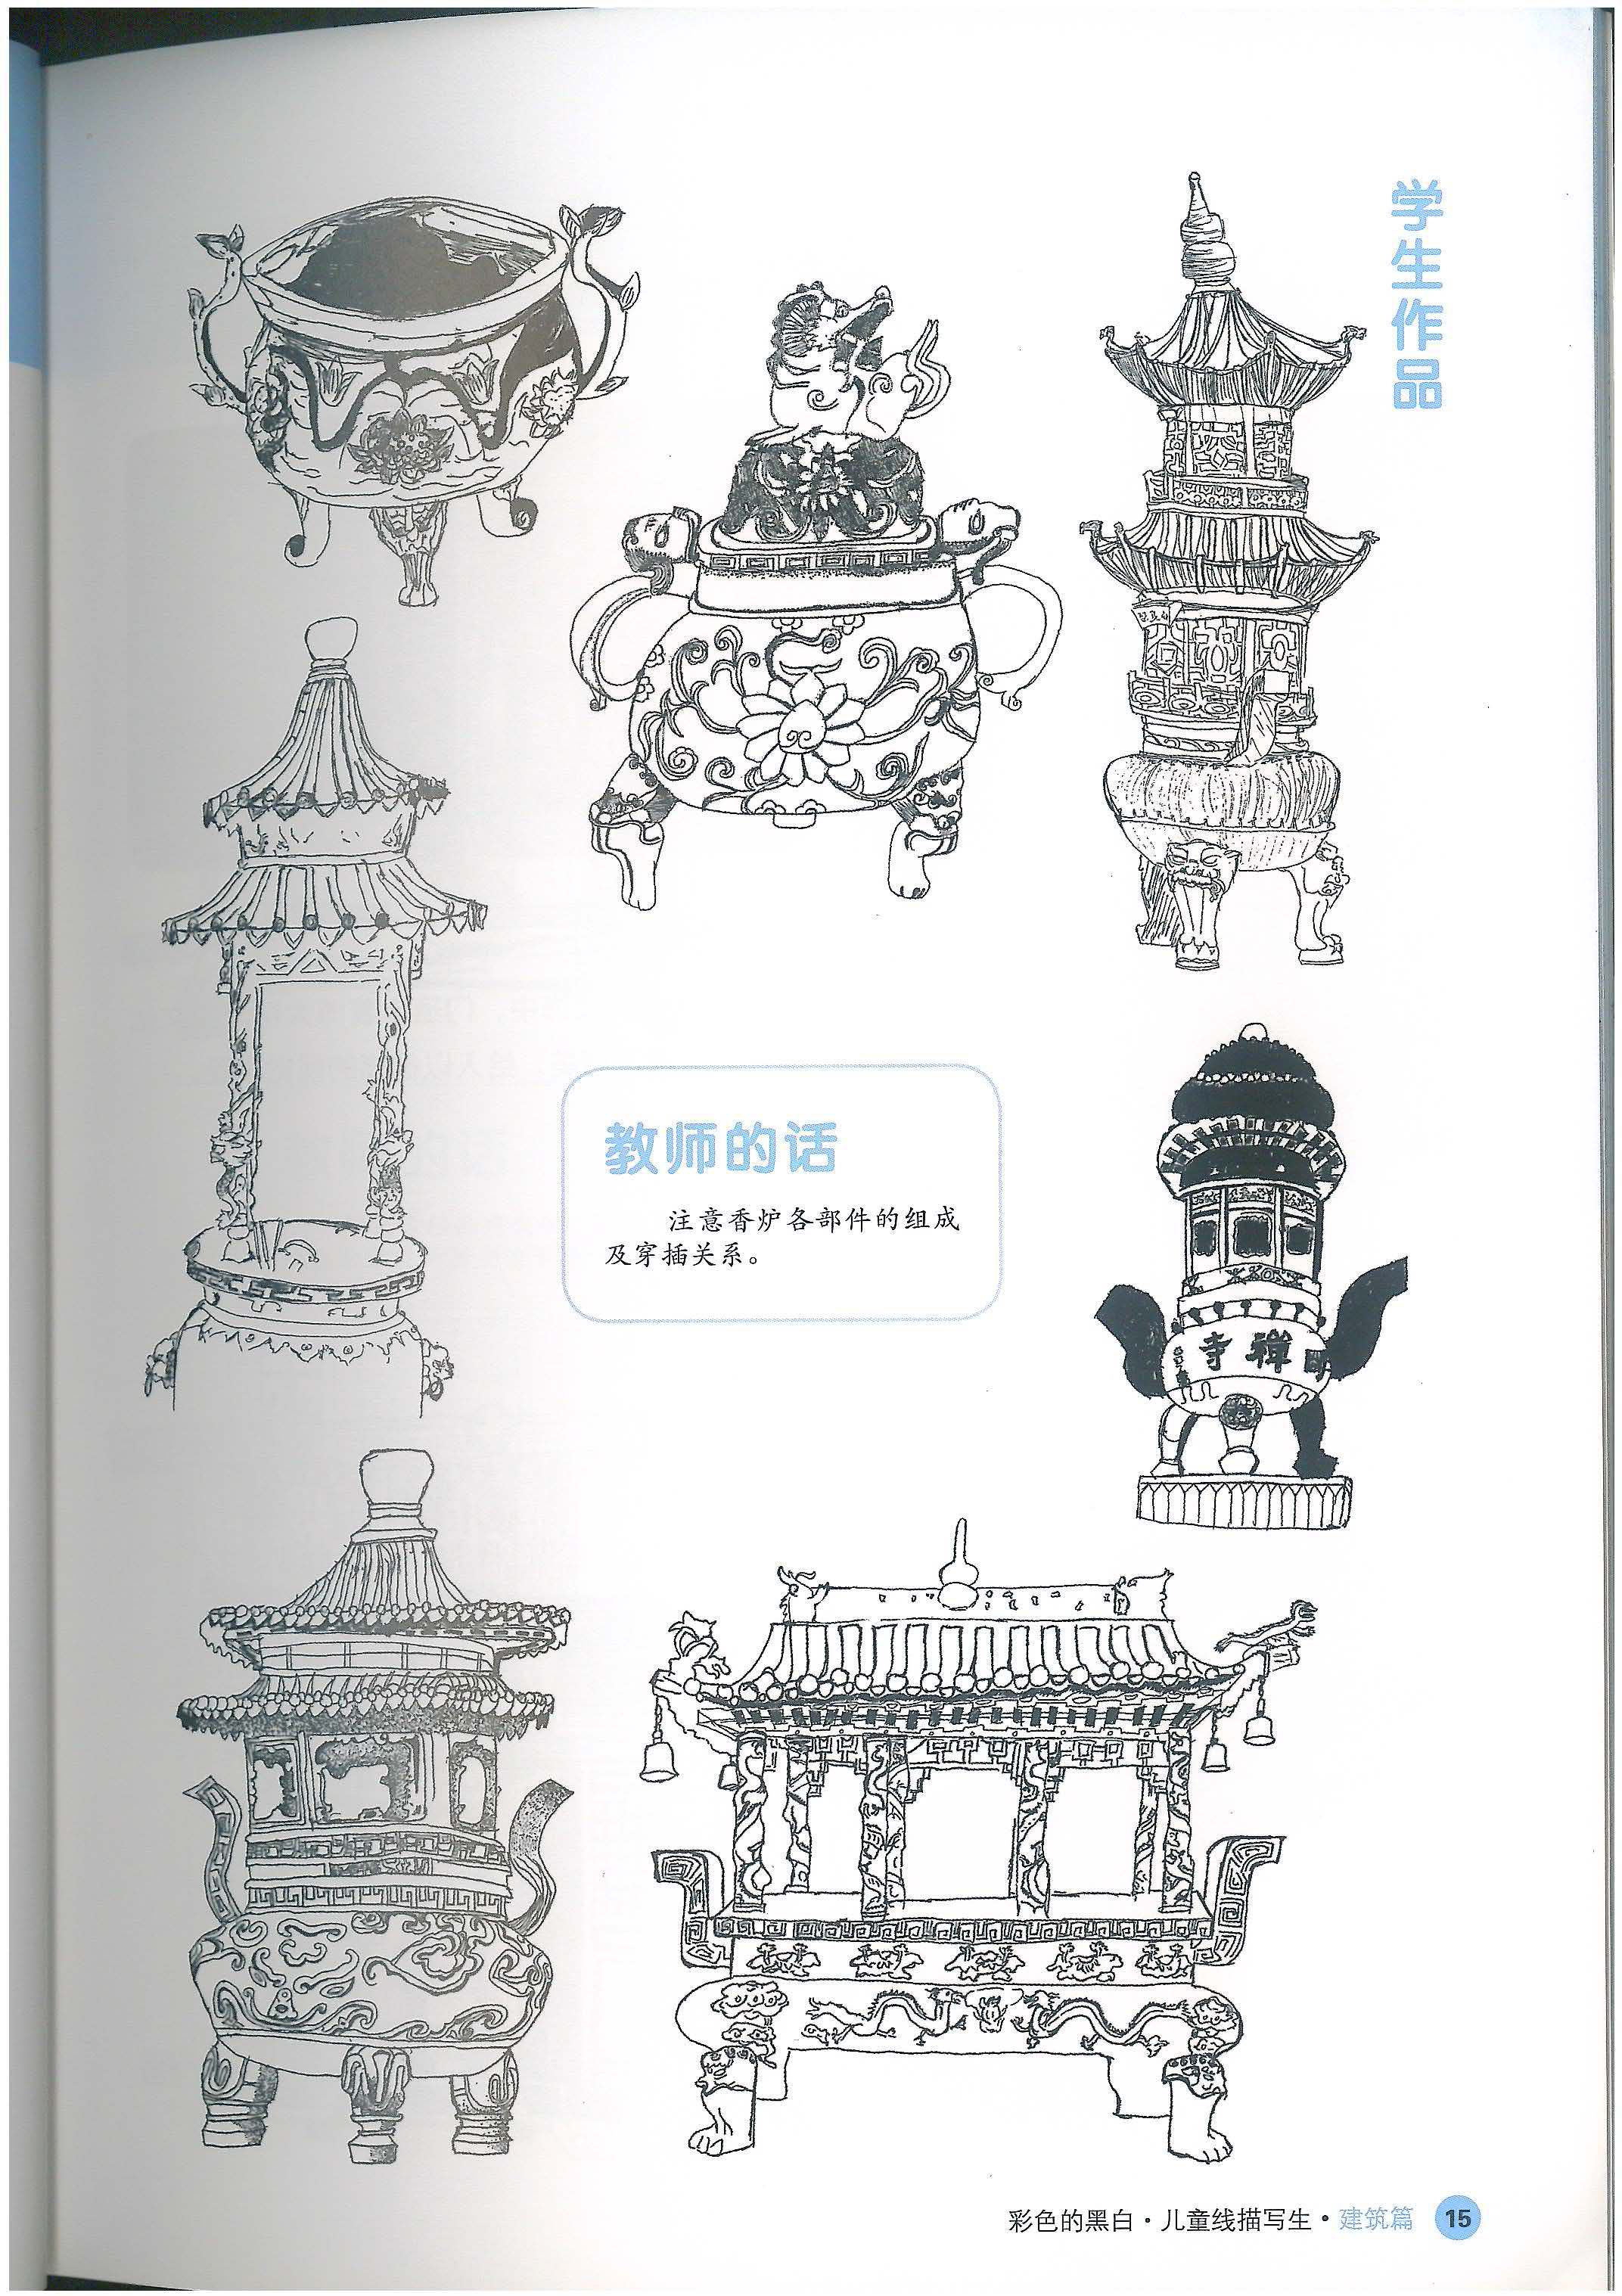 学生作品
教师的话
注意香炉各部件的组成
及穿插关系。
寺禅
彩色的黑白·儿童线描写生·建筑篇 15